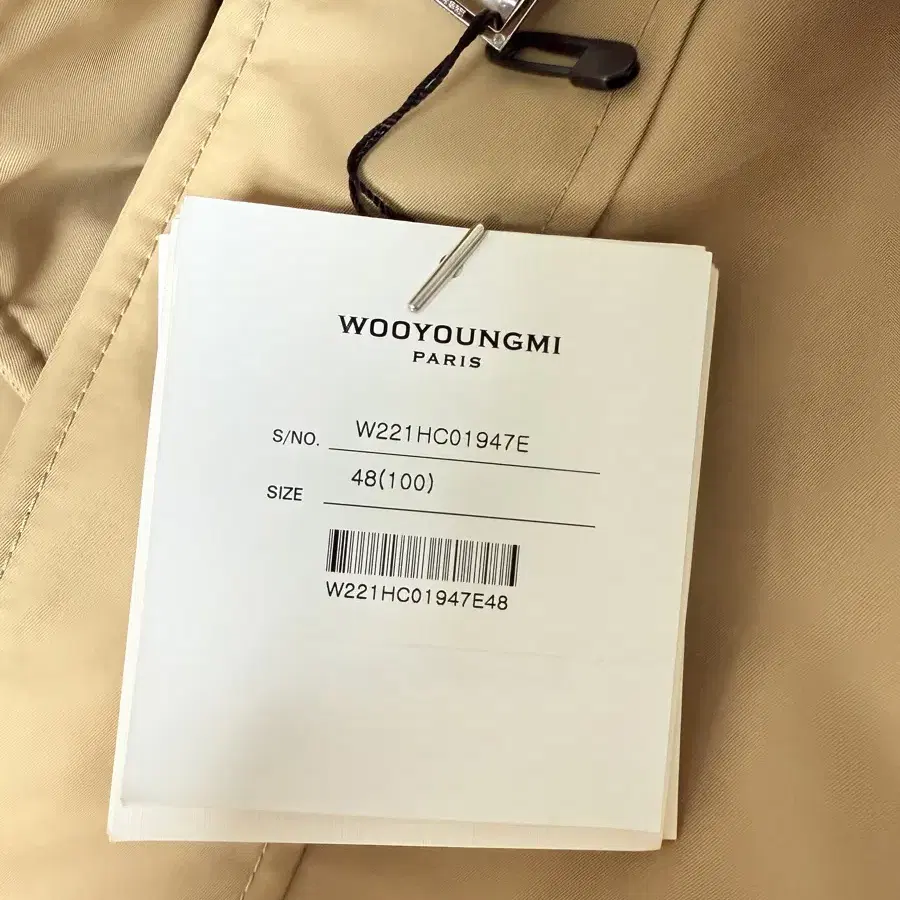 WOOYOUNGMI
PARIS
S/NO. W221HC01947E
SIZE 48(100)
W221HC01947E48